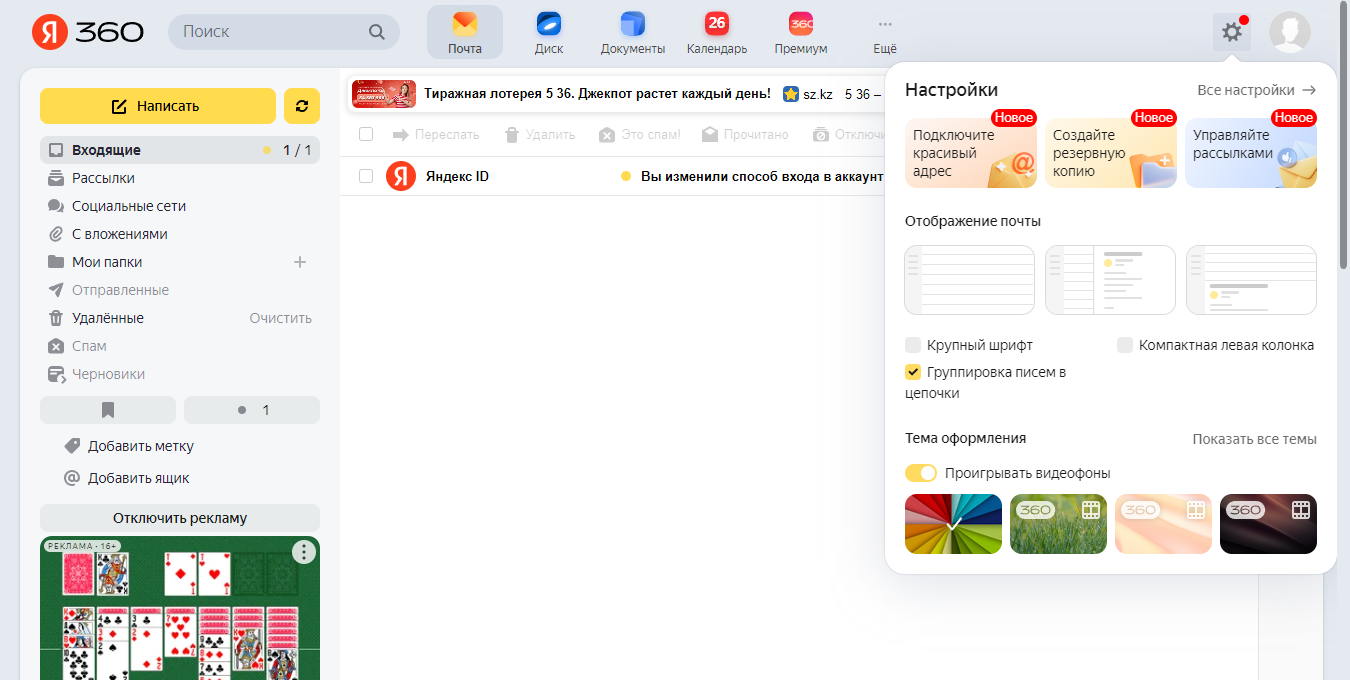 Я 360
Поиск
Почта
Диск
Документы
26
Календарь
360
Премиум
Ещё
Написать
Входящие 1 / 1
Рассылки
Социальные сети
С вложениями
Мои папки
Отправленные
Удалённые Очистить
Спам
Черновики
1
Добавить метку
@ Добавить ящик
Отключить рекламу
РЕКЛАМА • 16+
Тиражная лотерея 5 36. Джекпот растет каждый день! sz.kz 5 36 –
Переслать Удалить Это спам! Прочитано Отключи
Я Яндекс ID Вы изменили способ входа в аккаунт
Настройки Все настройки →
Новое Новое Новое
Подключите
красивый
адрес
Создайте
резервную
копию
Управляйте
рассылками
Отображение почты
Крупный шрифт Компактная левая колонка
Группировка писем в
цепочки
Тема оформления Показать все темы
Проигрывать видеофоны
360 360 360